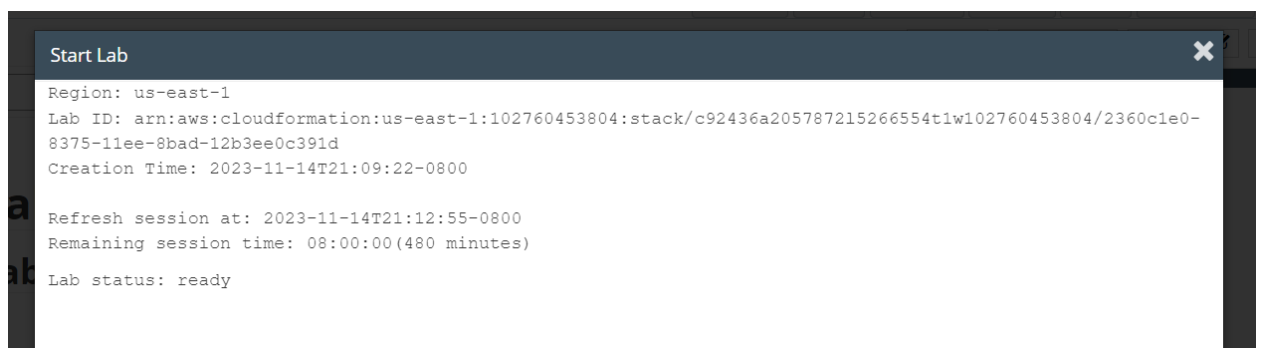 Start Lab
Region: us-east-1
Lab ID: arn:aws:cloudformation:us-east-1:102760453804:stack/c92436a205787215266554t1w102760453804/2360c1e0-
8375-11ee-8bad-12b3ee0c391d
Creation Time: 2023-11-14T21:09:22-0800
Refresh session at: 2023-11-14T21:12:55-0800
Remaining session time: 08:00:00(480 minutes)
Lab status: ready